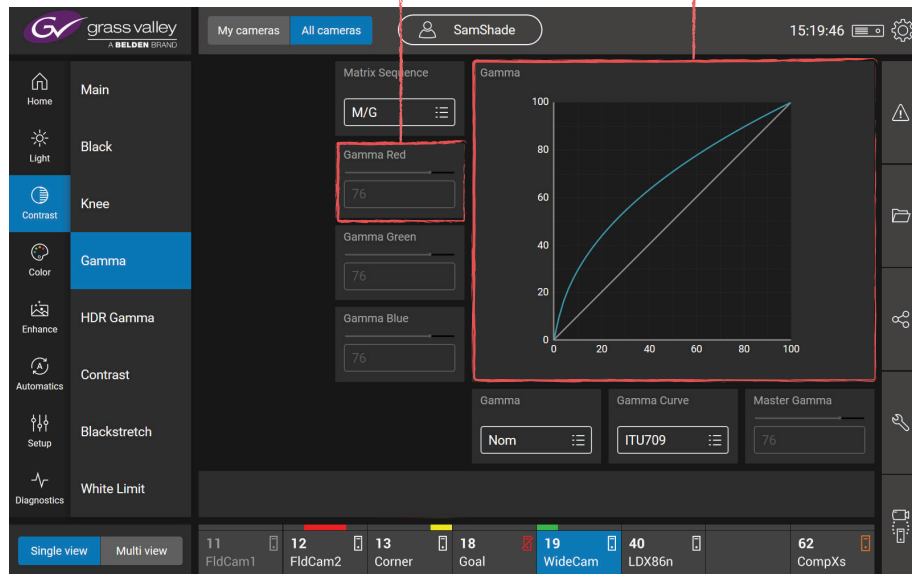 grass valley
A BELDEN BRAND
My cameras
All cameras
SamShade
15:19:46
Home
Light
Contrast
Color
Enhance
Automatics
Setup
Diagnostics
Main
Black
Knee
Gamma
HDR Gamma
Contrast
Blackstretch
White Limit
Matrix Sequence
M/G
Gamma Red
76
Gamma Green
76
Gamma Blue
76
Gamma
100
80
60
40
20
0
0 20 40 60 80 100
Gamma
Nom
Gamma Curve
ITU709
Master Gamma
76
Single view
Multi view
11
FldCam1
12
FldCam2
13
Corner
18
Goal
19
WideCam
40
LDX86n
62
CompXs